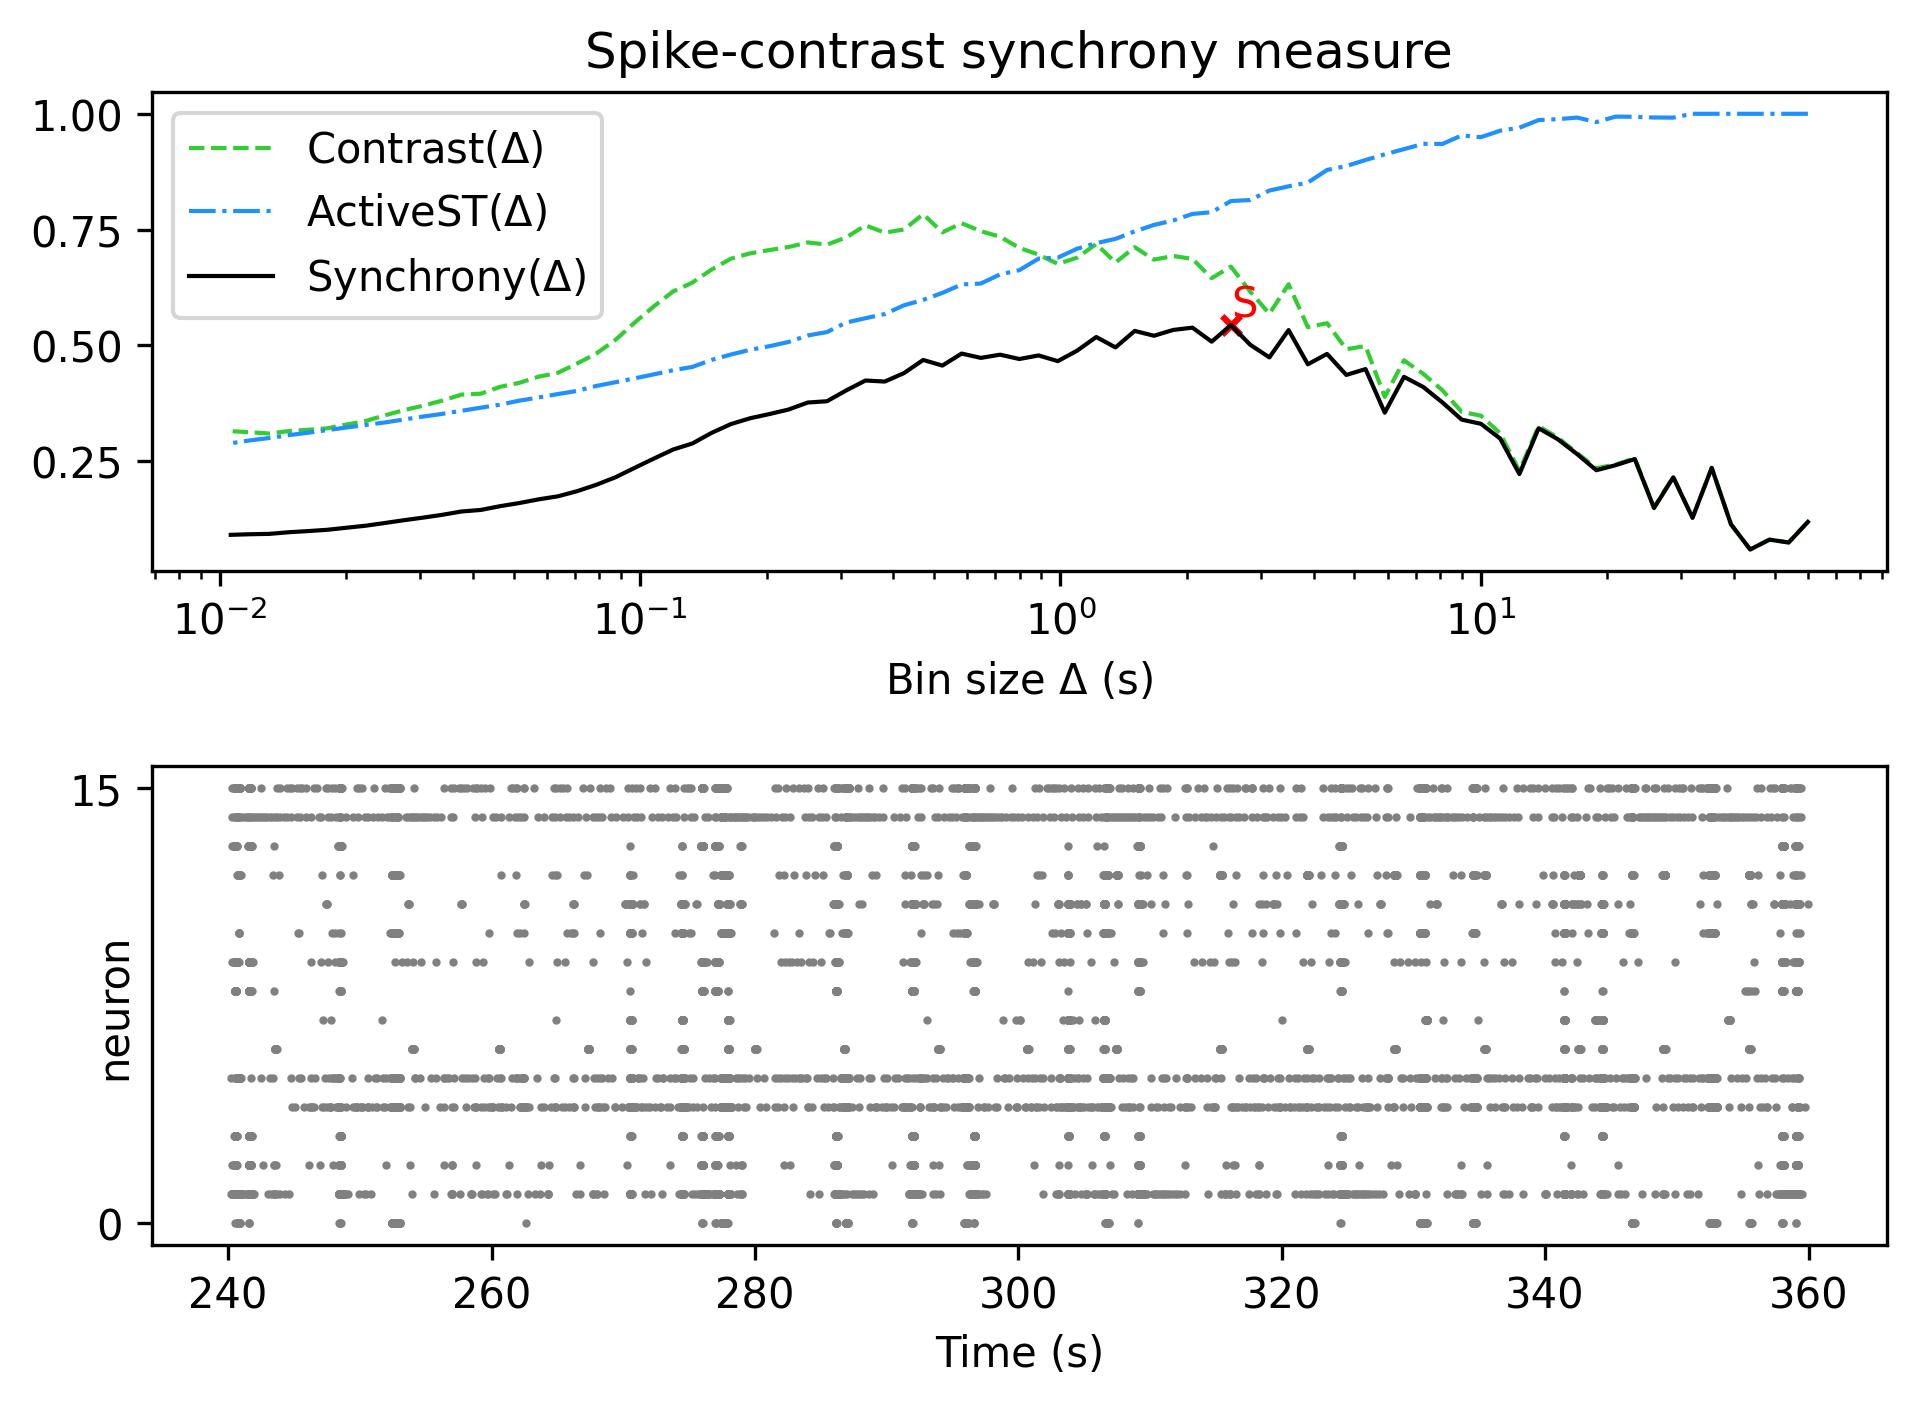 Spike-contrast synchrony measure
1.00
0.75
0.50
0.25
Contrast(Δ)
ActiveST(Δ)
Synchrony(Δ)
S
10⁻² 10⁻¹ 10⁰ 10¹
Bin size Δ (s)
15
0
neuron
240 260 280 300 320 340 360
Time (s)